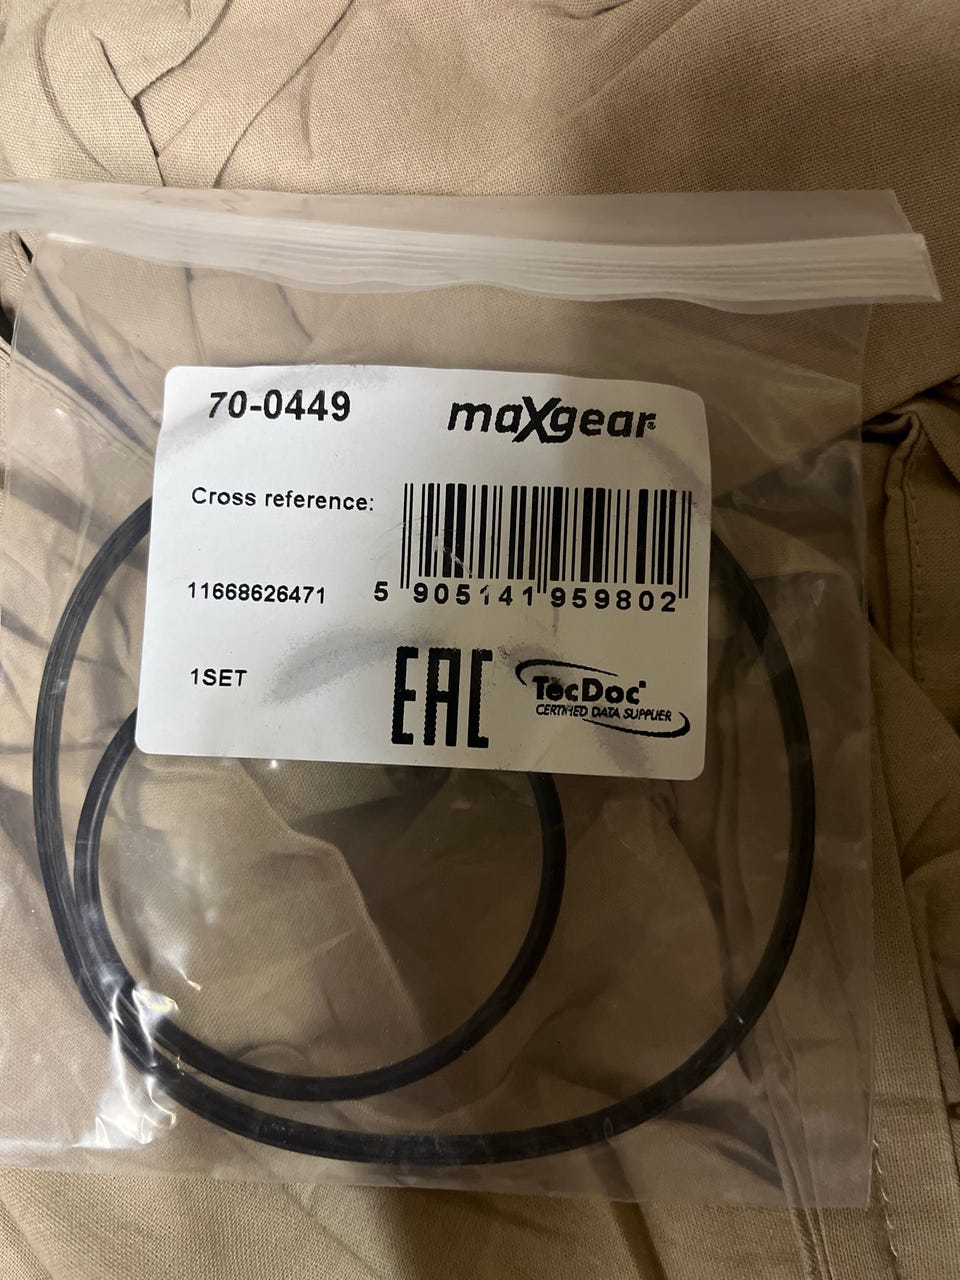 70-0449
maXgear®
Cross reference:
5 905141 959802
11668626471
1SET
EAC
TecDoc®
CERTIFIED DATA SUPPLIER